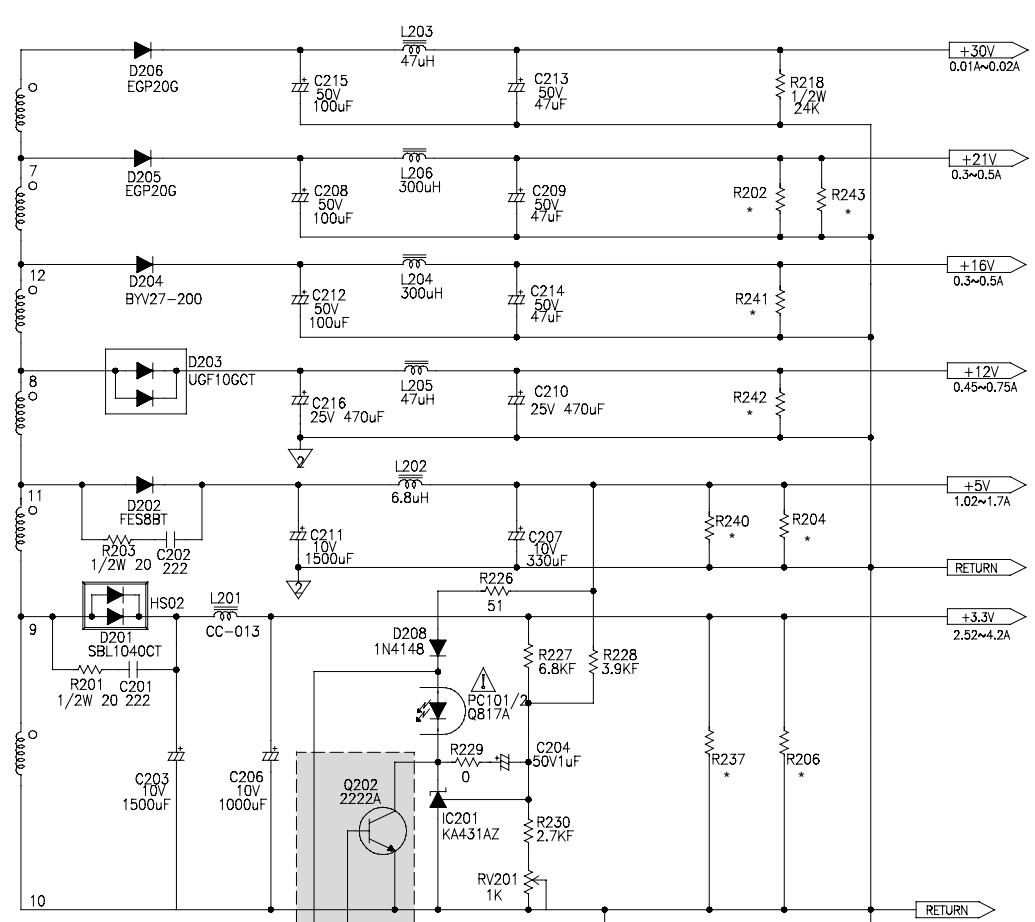 L203
47uH
+30V
0.01A~0.02A
D206
EGP20G
C215
50V
100uF
C213
50V
47uF
R218
1/2W
24K
7
D205
EGP20G
L206
300uH
+21V
0.3~0.5A
C208
50V
100uF
C209
50V
47uF
R202
*
R243
*
12
D204
BYV27-200
L204
300uH
+16V
0.3~0.5A
C212
50V
100uF
C214
50V
47uF
R241
*
8
D203
UGF10GCT
L205
47uH
+12V
0.45~0.75A
C216
25V 470uF
C210
25V 470uF
R242
*
2
11
L202
6.8uH
+5V
1.02~1.7A
D202
FES8BT
R203
1/2W 20
C202
222
C211
10V
1500uF
C207
10V
330uF
R240
*
R204
*
2
RETURN
9
HS02
D201
SBL1040CT
L201
CC-013
R226
51
+3.3V
2.52~4.2A
R201
1/2W 20
C201
222
D208
1N4148
R227
6.8KF
R228
3.9KF
PC101/2
Q817A
C203
10V
1500uF
C206
10V
1000uF
Q202
2222A
R229
0
C204
50V1uF
R237
*
R206
*
IC201
KA431AZ
R230
2.7KF
RV201
1K
10
RETURN